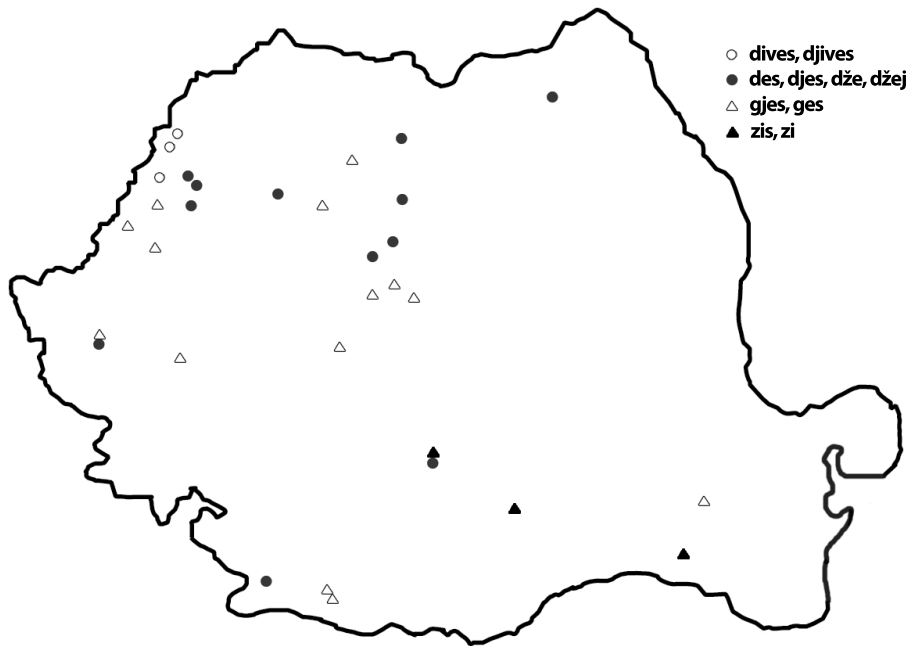 dives, djives
des, djes, dže, džej
gjes, ges
zis, zi